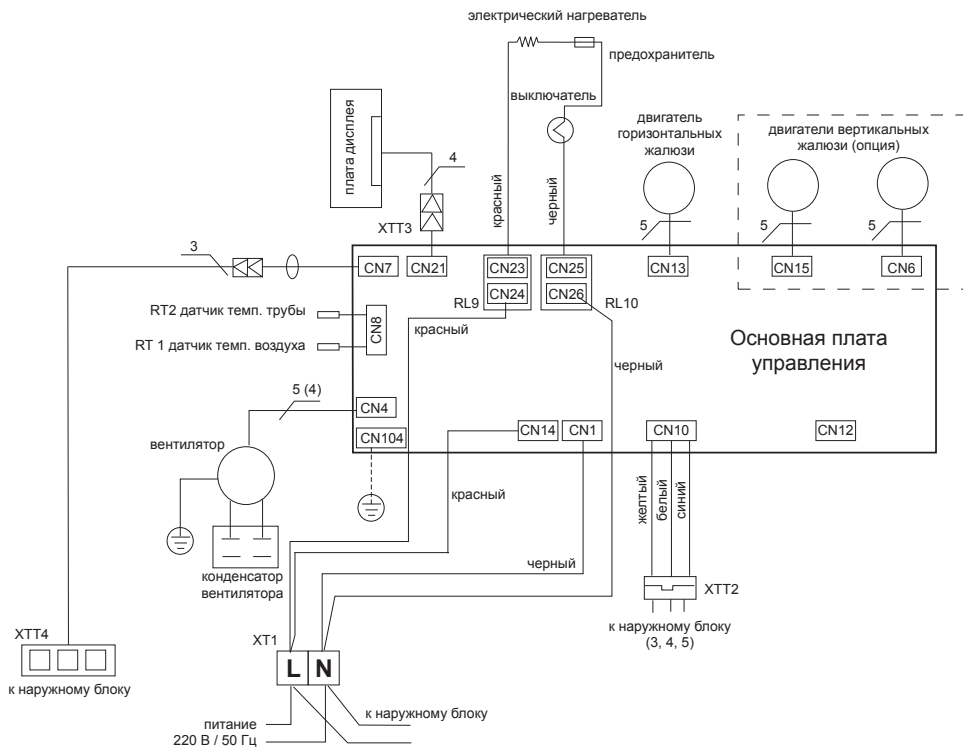 электрический нагреватель
предохранитель
выключатель
плата дисплея
4
XTT3
красный
черный
двигатель
горизонтальных
жалюзи
5
двигатели вертикальных
жалюзи (опция)
5
5
3
CN7
CN21
CN23
CN24
CN25
CN26
CN13
CN15
CN6
RL9
RL10
RT2 датчик темп. трубы
RT 1 датчик темп. воздуха
CN8
красный
черный
Основная плата
управления
5 (4)
CN4
CN104
CN14
CN1
CN10
CN12
вентилятор
красный
желтый
белый
синий
черный
конденсатор
вентилятора
XTT2
к наружному блоку
(3, 4, 5)
XTT4
к наружному блоку
XT1
L
N
питание
220 В / 50 Гц
к наружному блоку